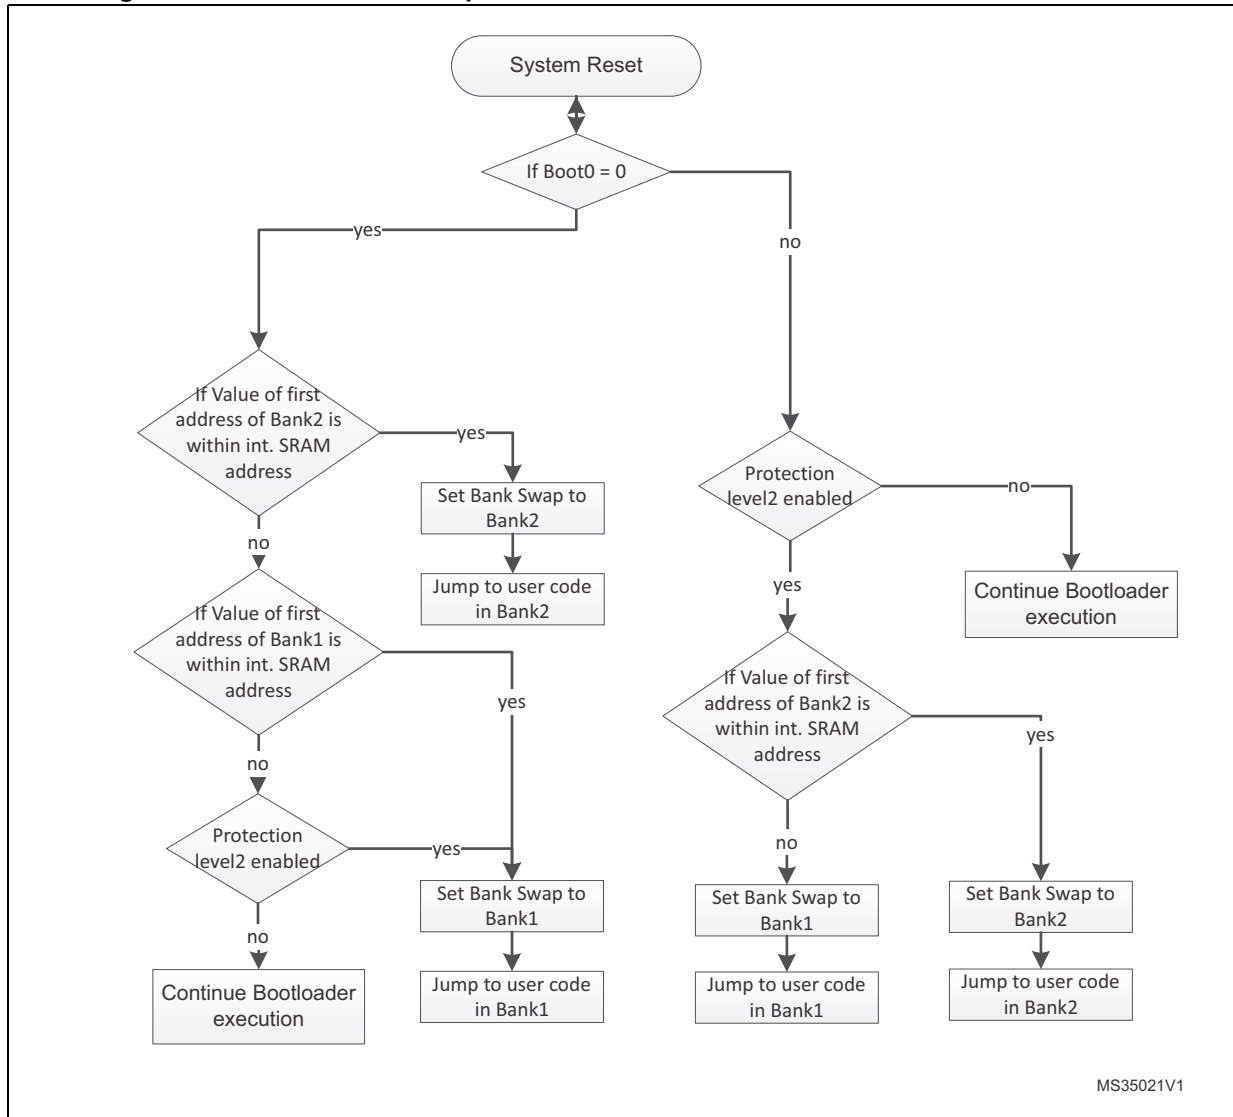 System Reset
If Boot0 = 0
yes
no
If Value of first
address of Bank2 is
within int. SRAM
address
yes
Set Bank Swap to
Bank2
Jump to user code
in Bank2
no
If Value of first
address of Bank1 is
within int. SRAM
address
yes
no
Protection
level2 enabled
yes
Set Bank Swap to
Bank1
Jump to user code
in Bank1
no
Continue Bootloader
execution
Protection
level2 enabled
no
Continue Bootloader
execution
yes
If Value of first
address of Bank2 is
within int. SRAM
address
yes
no
Set Bank Swap to
Bank1
Jump to user code
in Bank1
Set Bank Swap to
Bank2
Jump to user code
in Bank2
MS35021V1